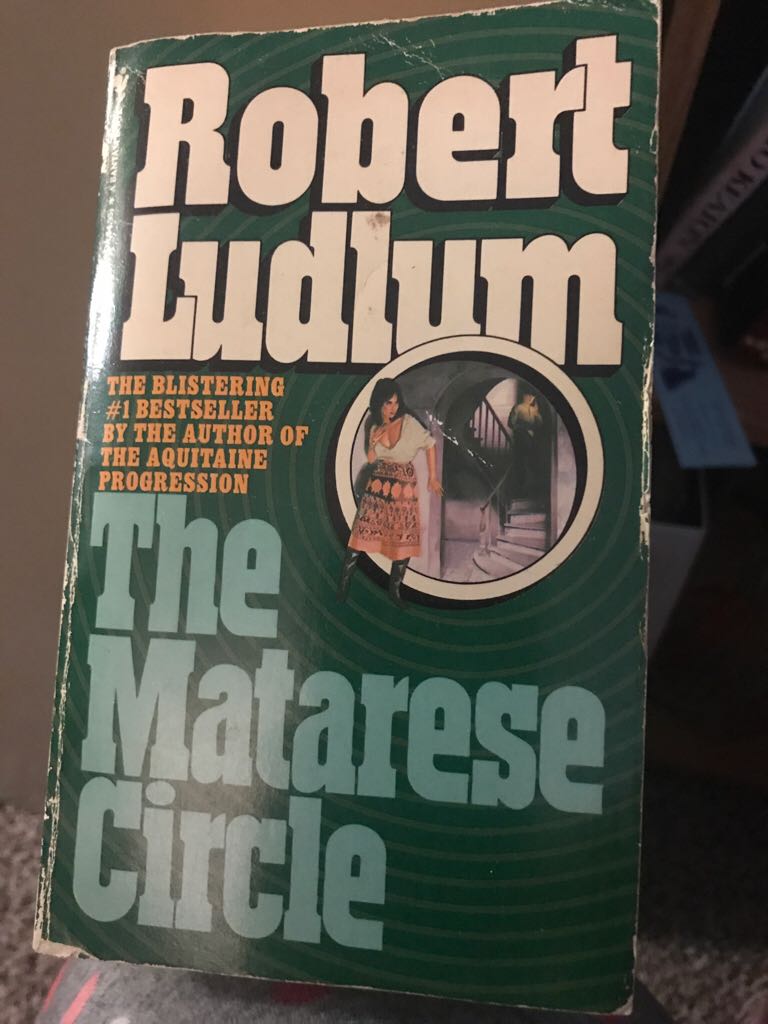 Robert
Ludlum
THE BLISTERING
#1 BESTSELLER
BY THE AUTHOR OF
THE AQUITAINE
PROGRESSION
The
Matarese
Circle